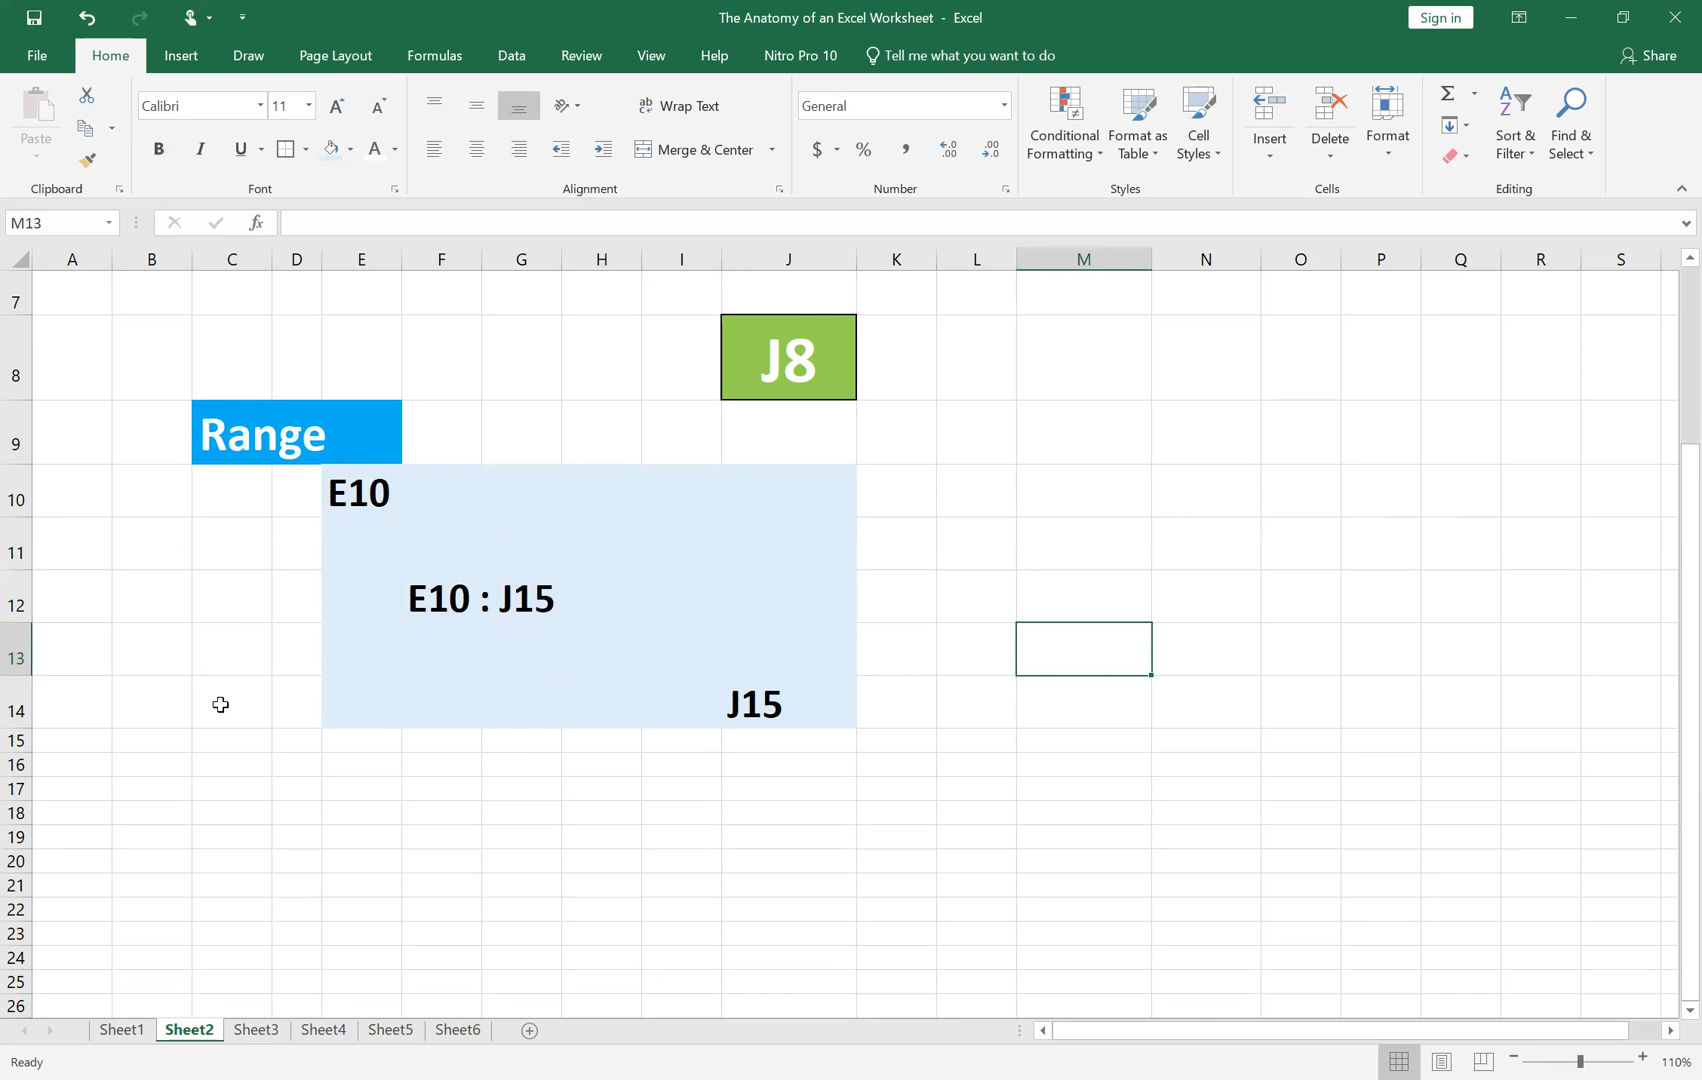 The Anatomy of an Excel Worksheet - Excel
Sign in
File Home Insert Draw Page Layout Formulas Data Review View Help Nitro Pro 10 Tell me what you want to do Share
Paste
Clipboard
Calibri 11
B I U A
Font
ab Wrap Text
Merge & Center
Alignment
General
$ % , .00
Number
Conditional Formatting
Format as Table
Cell Styles
Styles
Insert
Delete
Format
Cells
Sort & Filter
Find & Select
Editing
M13 fx
A B C D E F G H I J K L M N O P Q R S
7
8 J8
9 Range
10 E10
11
12 E10 : J15
13
14 J15
15
16
17
18
19
20
21
22
23
24
25
26
Sheet1 Sheet2 Sheet3 Sheet4 Sheet5 Sheet6
Ready 110%